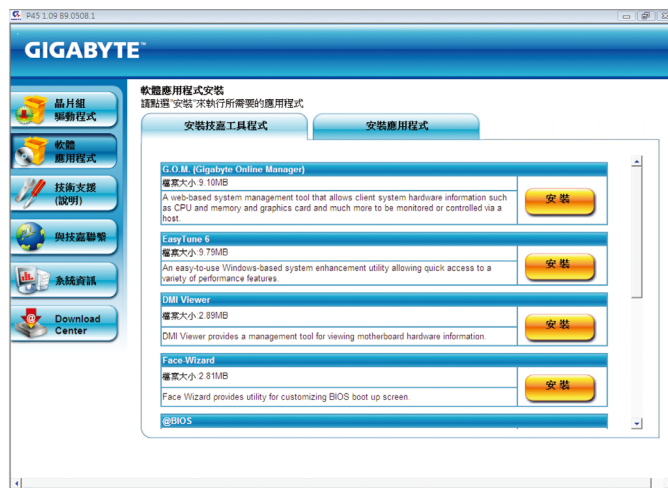 P45 1.09 B9.0508.1
GIGABYTE™
晶片組
驅動程式
軟體
應用程式
技術支援
(說明)
與技嘉聯繫
系統資訊
Download
Center
軟體應用程式安裝
請點選"安裝"來執行所需要的應用程式
安裝技嘉工具程式
安裝應用程式
G.O.M. (Gigabyte Online Manager)
檔案大小:9.10MB
A web-based system management tool that allows client system hardware information such
as CPU and memory and graphics card and much more to be monitored or controlled via a
host.
安裝
EasyTune 6
檔案大小:9.79MB
An easy-to-use Windows-based system enhancement utility allowing quick access to a
variety of performance features.
安裝
DMI Viewer
檔案大小:2.89MB
DMI Viewer provides a management tool for viewing motherboard hardware information.
安裝
Face-Wizard
檔案大小:2.81MB
Face Wizard provides utility for customizing BIOS boot up screen.
安裝
@BIOS